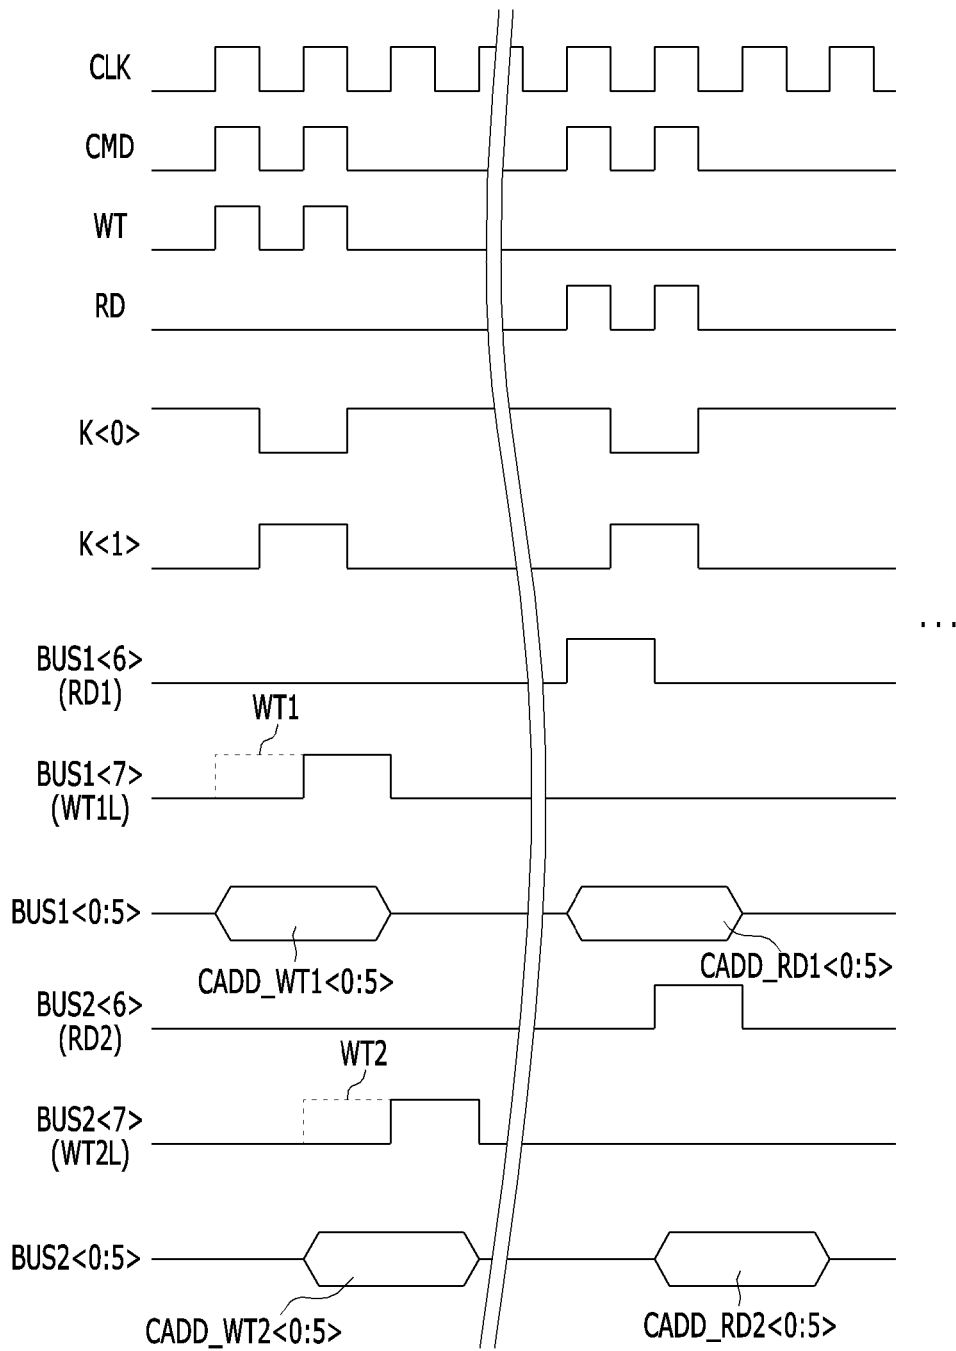 CLK
CMD
WT
RD
K<0>
K<1>
...
BUS1<6>
(RD1)
WT1
BUS1<7>
(WT1L)
BUS1<0:5>
CADD_WT1<0:5>
CADD_RD1<0:5>
BUS2<6>
(RD2)
WT2
BUS2<7>
(WT2L)
BUS2<0:5>
CADD_WT2<0:5>
CADD_RD2<0:5>